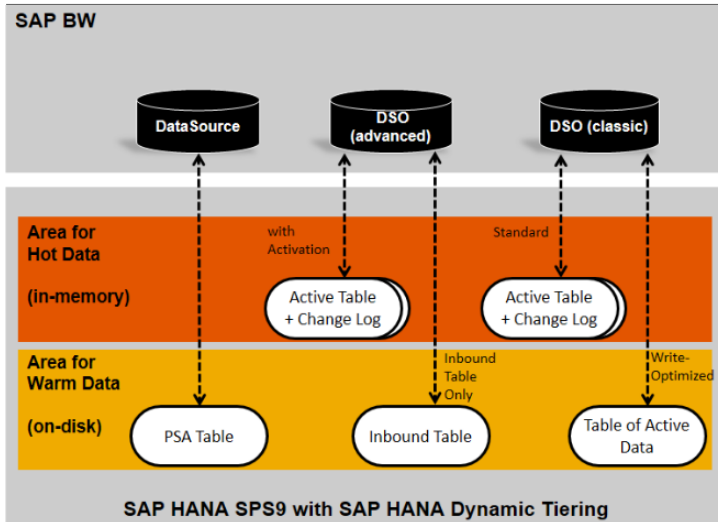 SAP BW
DataSource
DSO
(advanced)
DSO (classic)
Area for
Hot Data
(in-memory)
with
Activation
Standard
Active Table
+ Change Log
Active Table
+ Change Log
Area for
Warm Data
(on-disk)
Inbound
Table
Only
Write-
Optimized
PSA Table
Inbound Table
Table of Active
Data
SAP HANA SPS9 with SAP HANA Dynamic Tiering